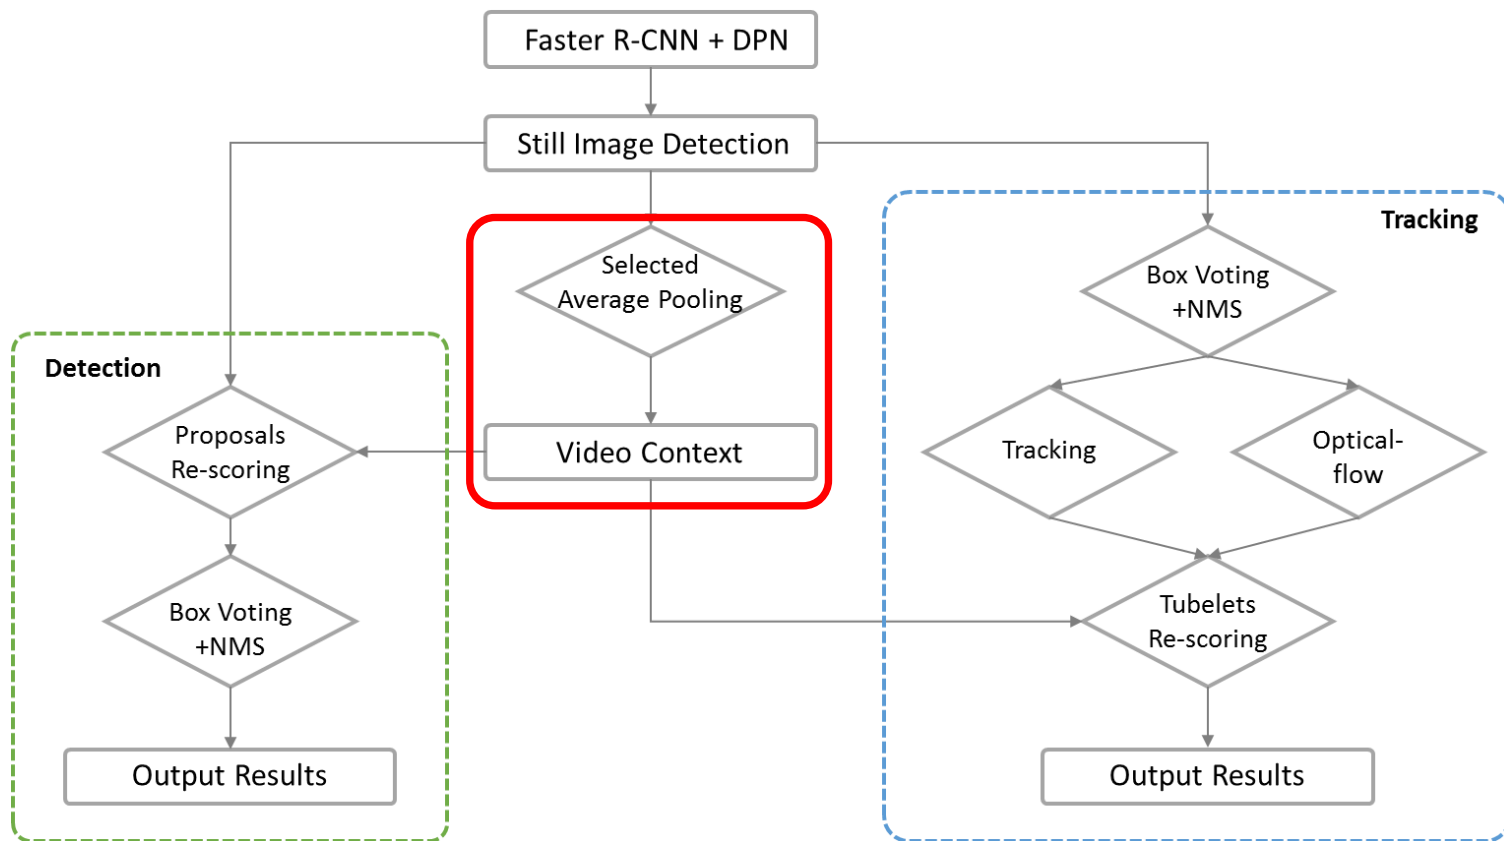 Faster R-CNN + DPN
Still Image Detection
Selected
Average Pooling
Video Context
Detection
Proposals
Re-scoring
Box Voting
+NMS
Output Results
Tracking
Box Voting
+NMS
Tracking
Optical-
flow
Tubelets
Re-scoring
Output Results